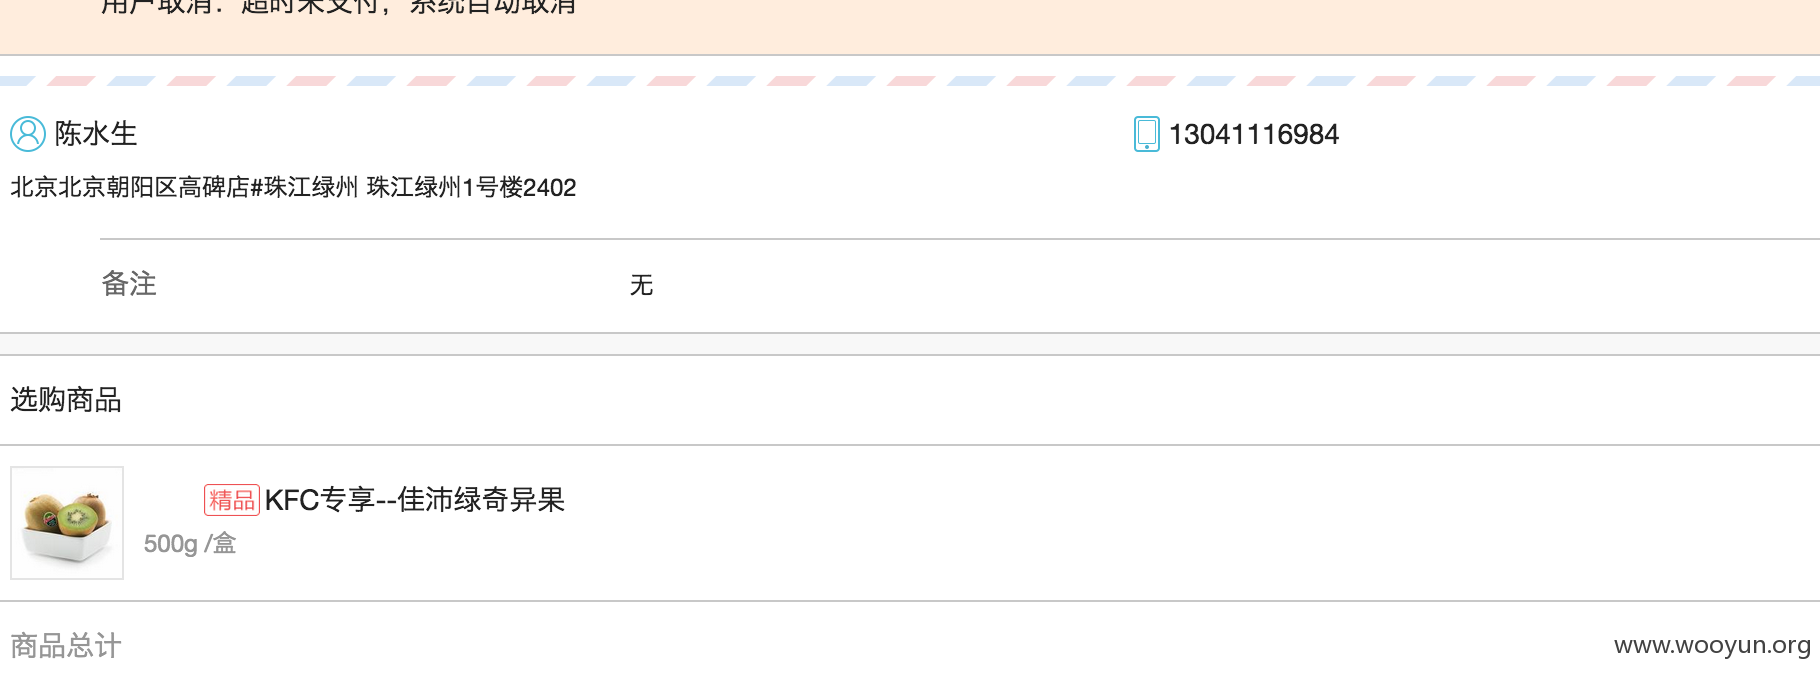 用户取消：超时未支付，系统自动取消
陈水生
13041116984
北京北京朝阳区高碑店#珠江绿州 珠江绿州1号楼2402
备注
无
选购商品
精品 KFC专享--佳沛绿奇异果
500g /盒
商品总计
www.wooyun.org